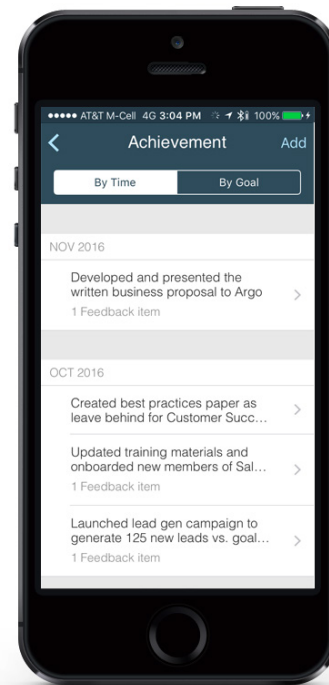 AT&T M-Cell 4G 3:04 PM 100%
Achievement Add
By Time By Goal
NOV 2016
Developed and presented the
written business proposal to Argo
1 Feedback item
OCT 2016
Created best practices paper as
leave behind for Customer Succ...
Updated training materials and
onboarded new members of Sal...
1 Feedback item
Launched lead gen campaign to
generate 125 new leads vs. goal...
1 Feedback item